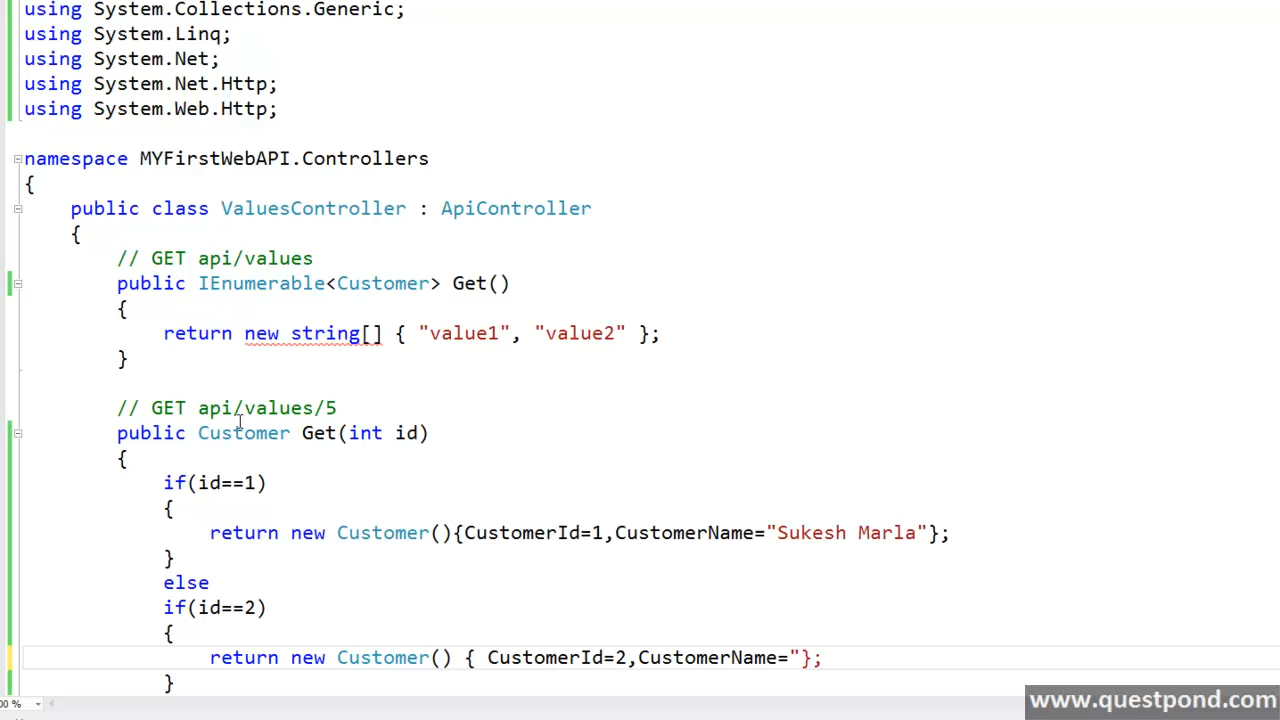 using System.Collections.Generic;
using System.Linq;
using System.Net;
using System.Net.Http;
using System.Web.Http;
namespace MYFirstWebAPI.Controllers
{
public class ValuesController : ApiController
{
// GET api/values
public IEnumerable<Customer> Get()
{
return new string[] { "value1", "value2" };
}
// GET api/values/5
public Customer Get(int id)
{
if(id==1)
{
return new Customer(){CustomerId=1,CustomerName="Sukesh Marla"};
}
else
if(id==2)
{
return new Customer() { CustomerId=2,CustomerName="};
}
00 %
www.questpond.com